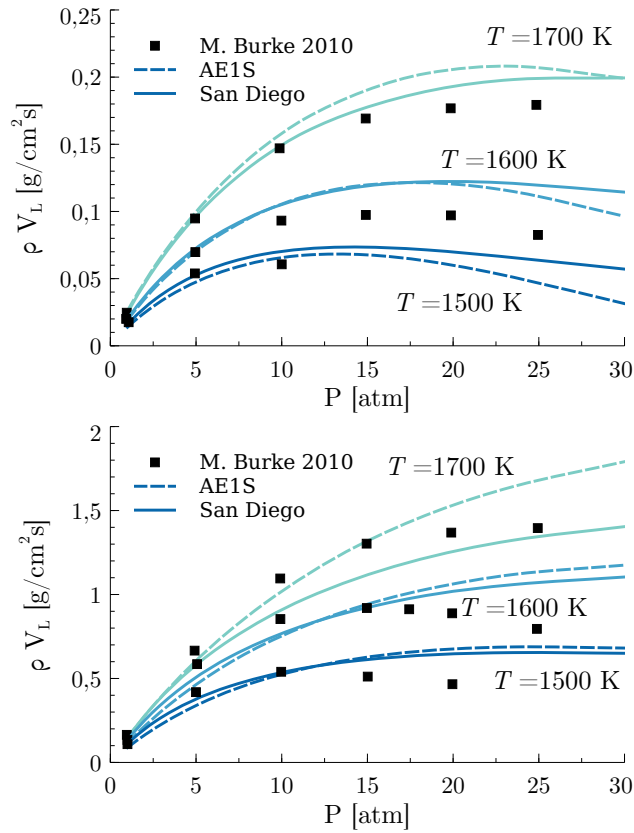 0,25
0,2
0,15
0,1
0,05
0
ρ V_L [g/cm²s]
M. Burke 2010
AE1S
San Diego
T =1700 K
T =1600 K
T =1500 K
0 5 10 15 20 25 30
P [atm]
2
1.5
1
0.5
0
ρ V_L [g/cm²s]
M. Burke 2010
AE1S
San Diego
T =1700 K
T =1600 K
T =1500 K
0 5 10 15 20 25 30
P [atm]